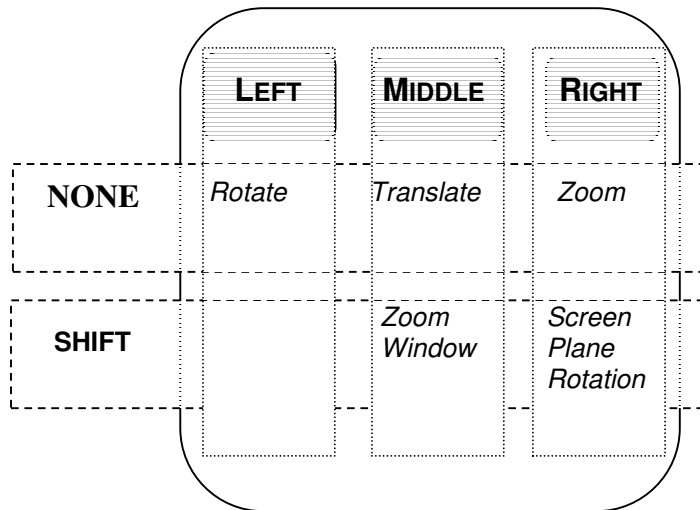 LEFT MIDDLE RIGHT
NONE Rotate Translate Zoom
SHIFT
Zoom
Window
Screen
Plane
Rotation